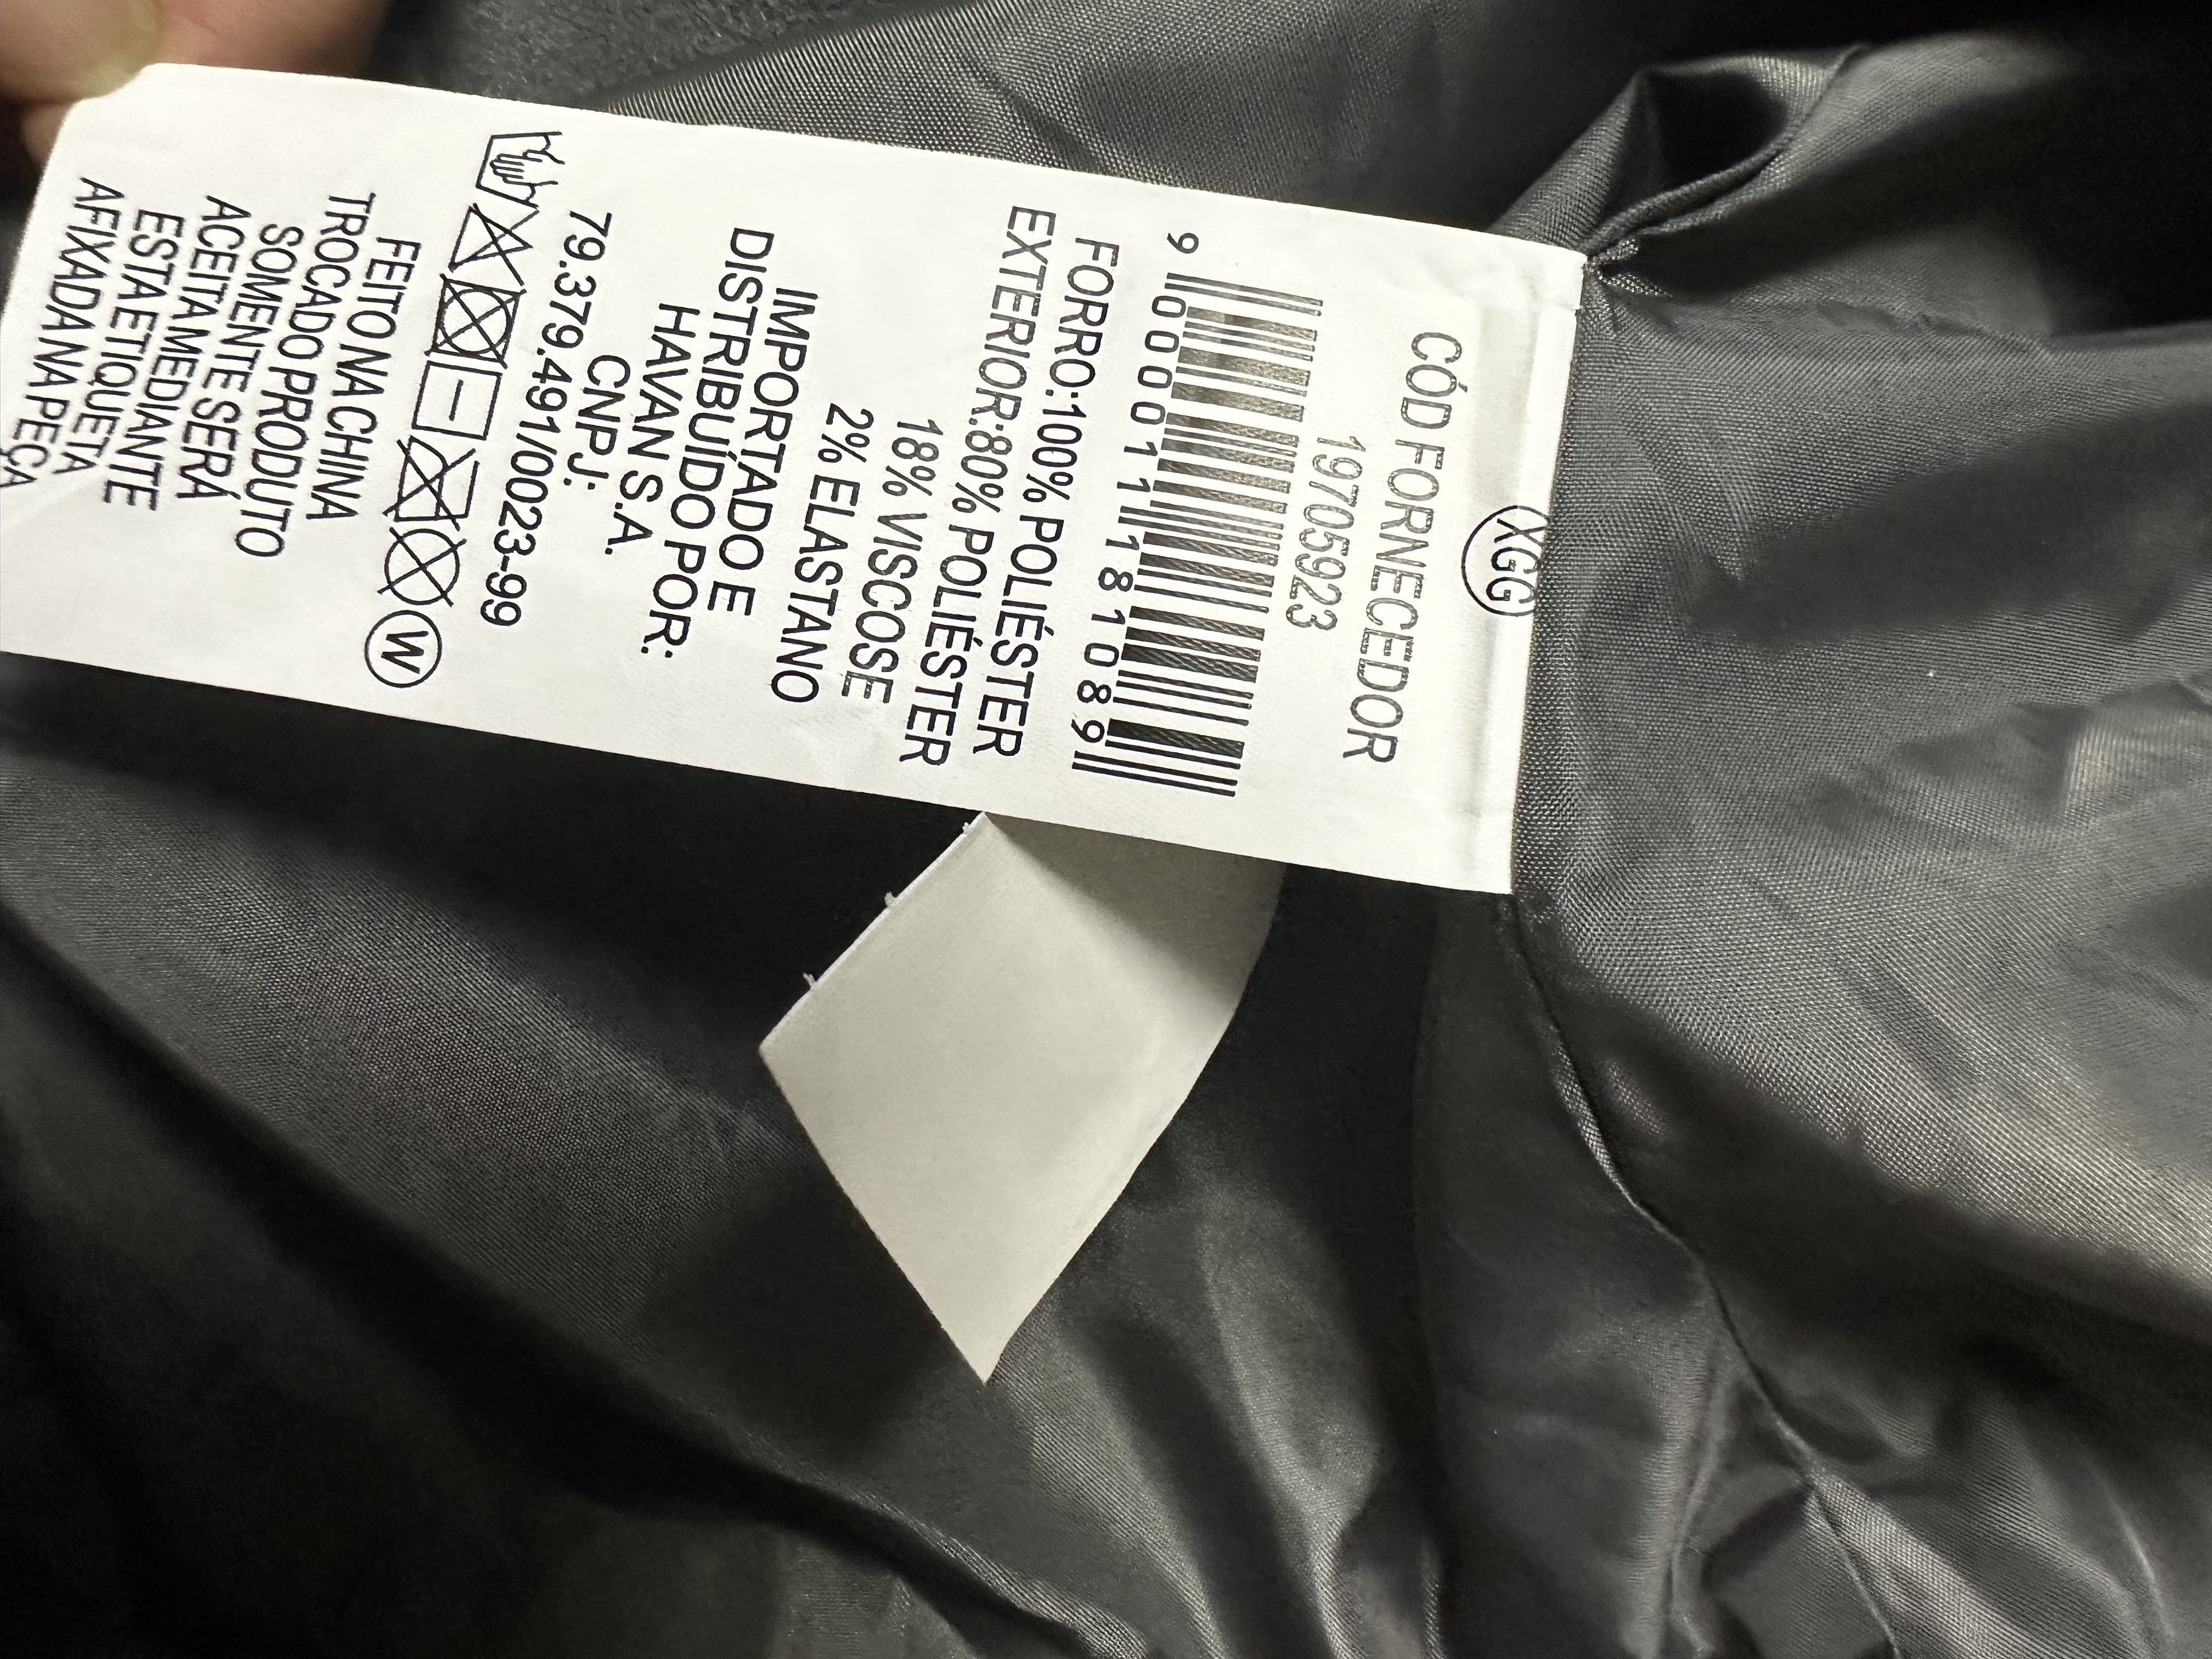 XGG
CÓD FORNECEDOR
19705923
9 000011 181089
FORRO:100% POLIÉSTER
EXTERIOR:80% POLIÉSTER
18% VISCOSE
2% ELASTANO
IMPORTADO E
DISTRIBUÍDO POR:
HAVAN S.A.
CNPJ:
79.379.491/0023-99
W
FEITO NA CHINA
TROCADO PRODUTO
SOMENTE SERÁ
ACEITA MEDIANTE
ESTA ETIQUETA
AFIXADA NA PEÇA